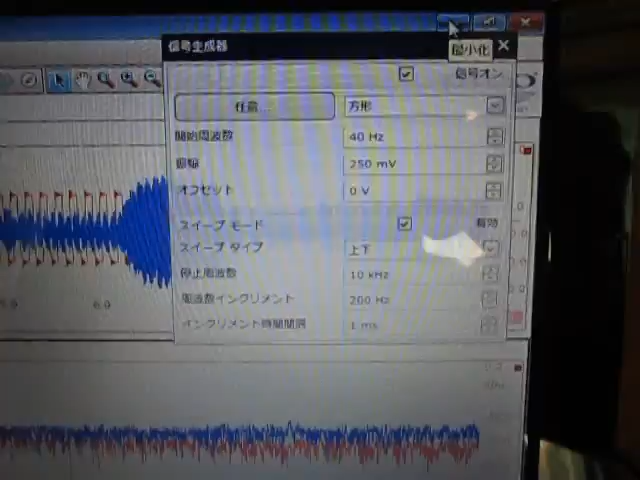 信号生成器
最小化
信号オン
任意...
方形
開始周波数
40 Hz
振幅
250 mV
オフセット
0 V
スイープ モード
有効
スイープ タイプ
上下
停止周波数
10 kHz
周波数インクリメント
200 Hz
インクリメント時間間隔
1 ms
6.0